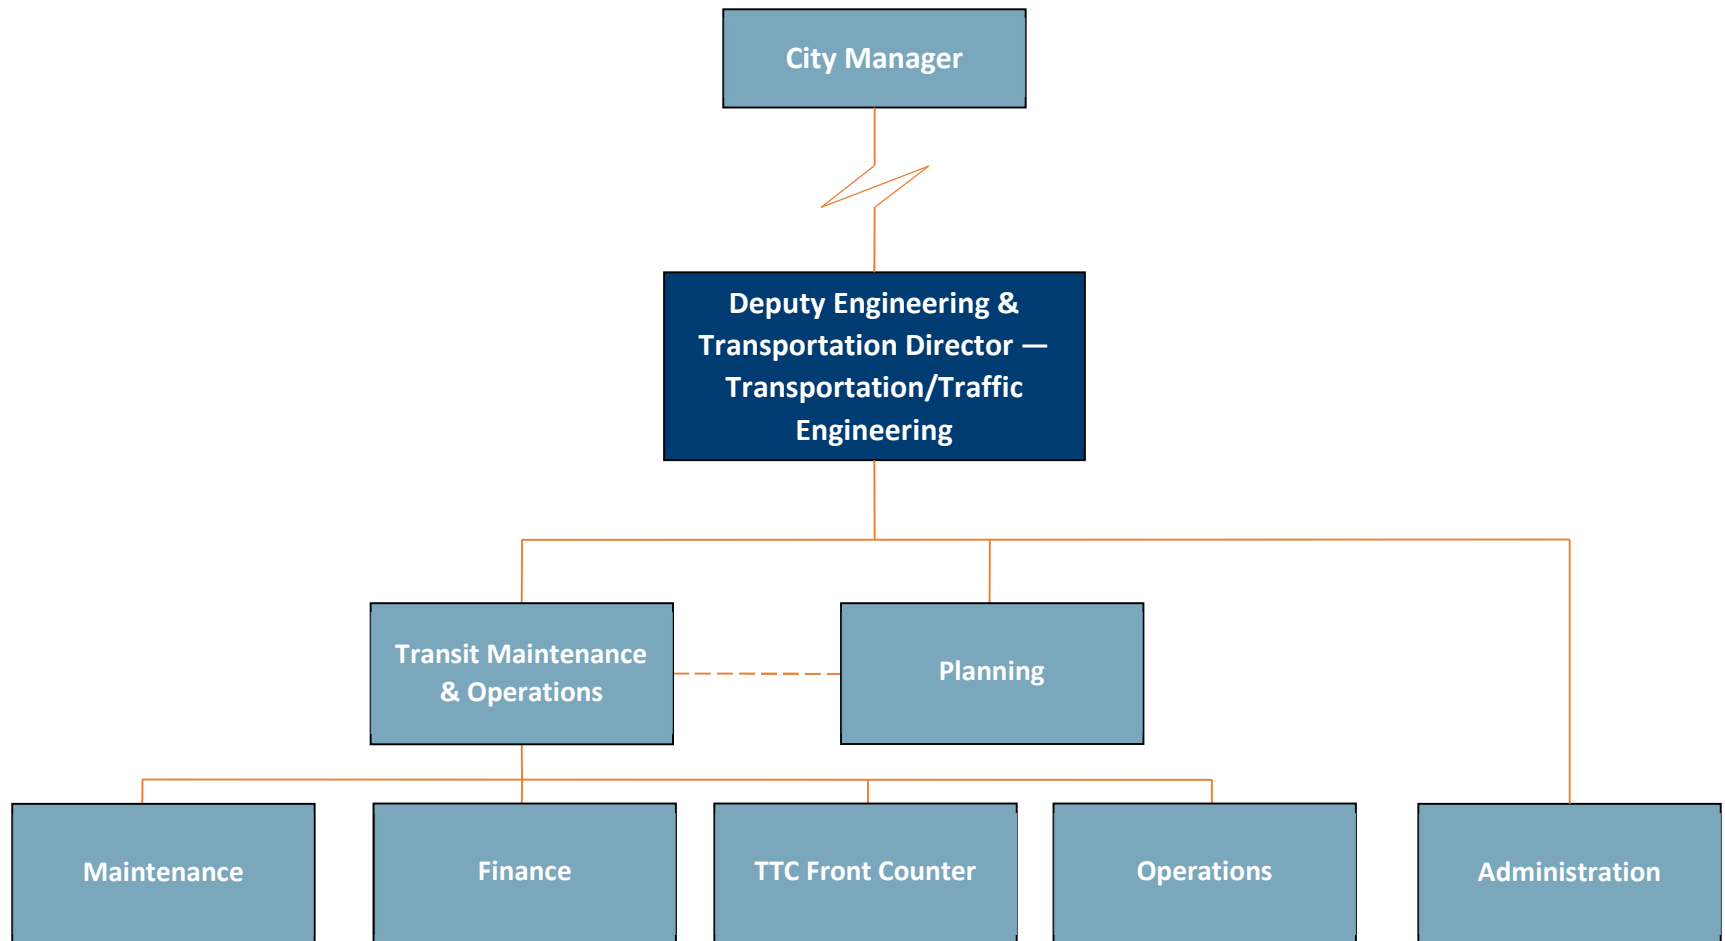 City Manager
Deputy Engineering &
Transportation Director —
Transportation/Traffic
Engineering
Transit Maintenance
& Operations
Planning
Maintenance
Finance
TTC Front Counter
Operations
Administration